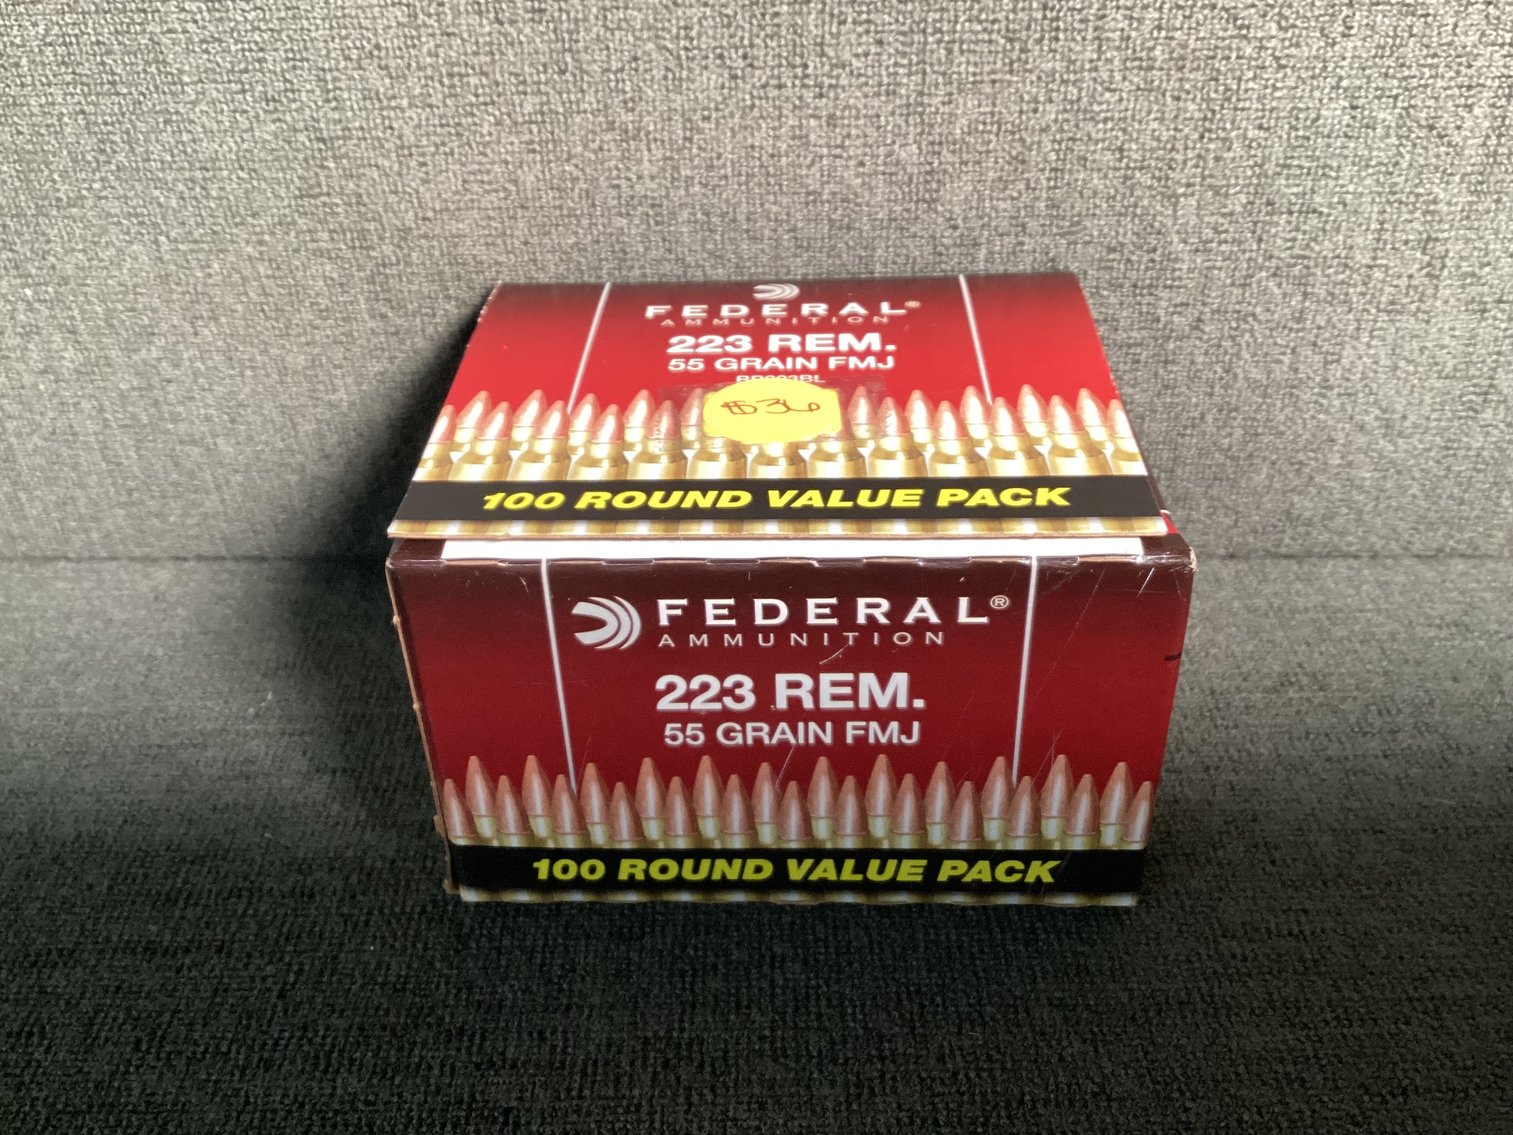 FEDERAL®
AMMUNITION
223 REM.
55 GRAIN FMJ
$36
100 ROUND VALUE PACK
FEDERAL®
AMMUNITION
223 REM.
55 GRAIN FMJ
100 ROUND VALUE PACK